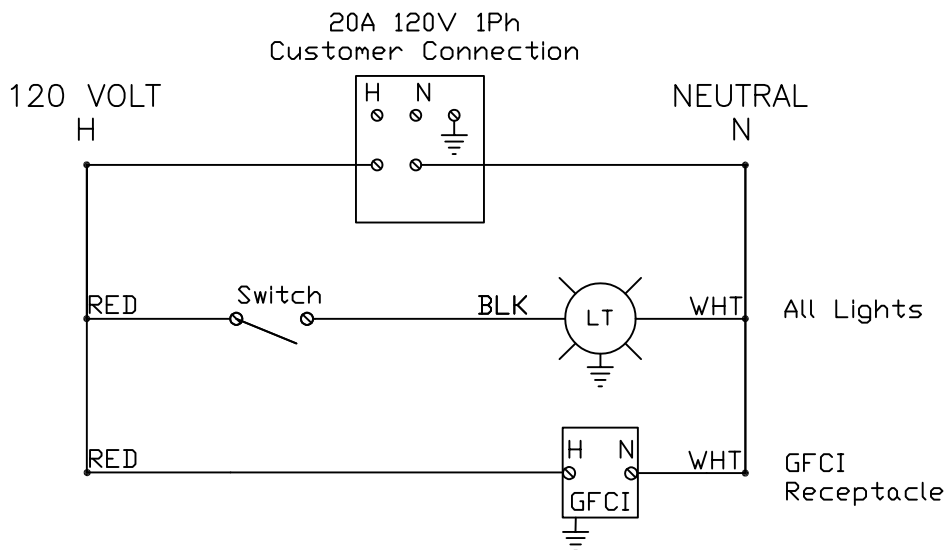 20A 120V 1Ph
Customer Connection
120 VOLT
H
H N
NEUTRAL
N
RED
Switch
BLK
LT
WHT
All Lights
RED
H N
GFCI
WHT
GFCI
Receptacle